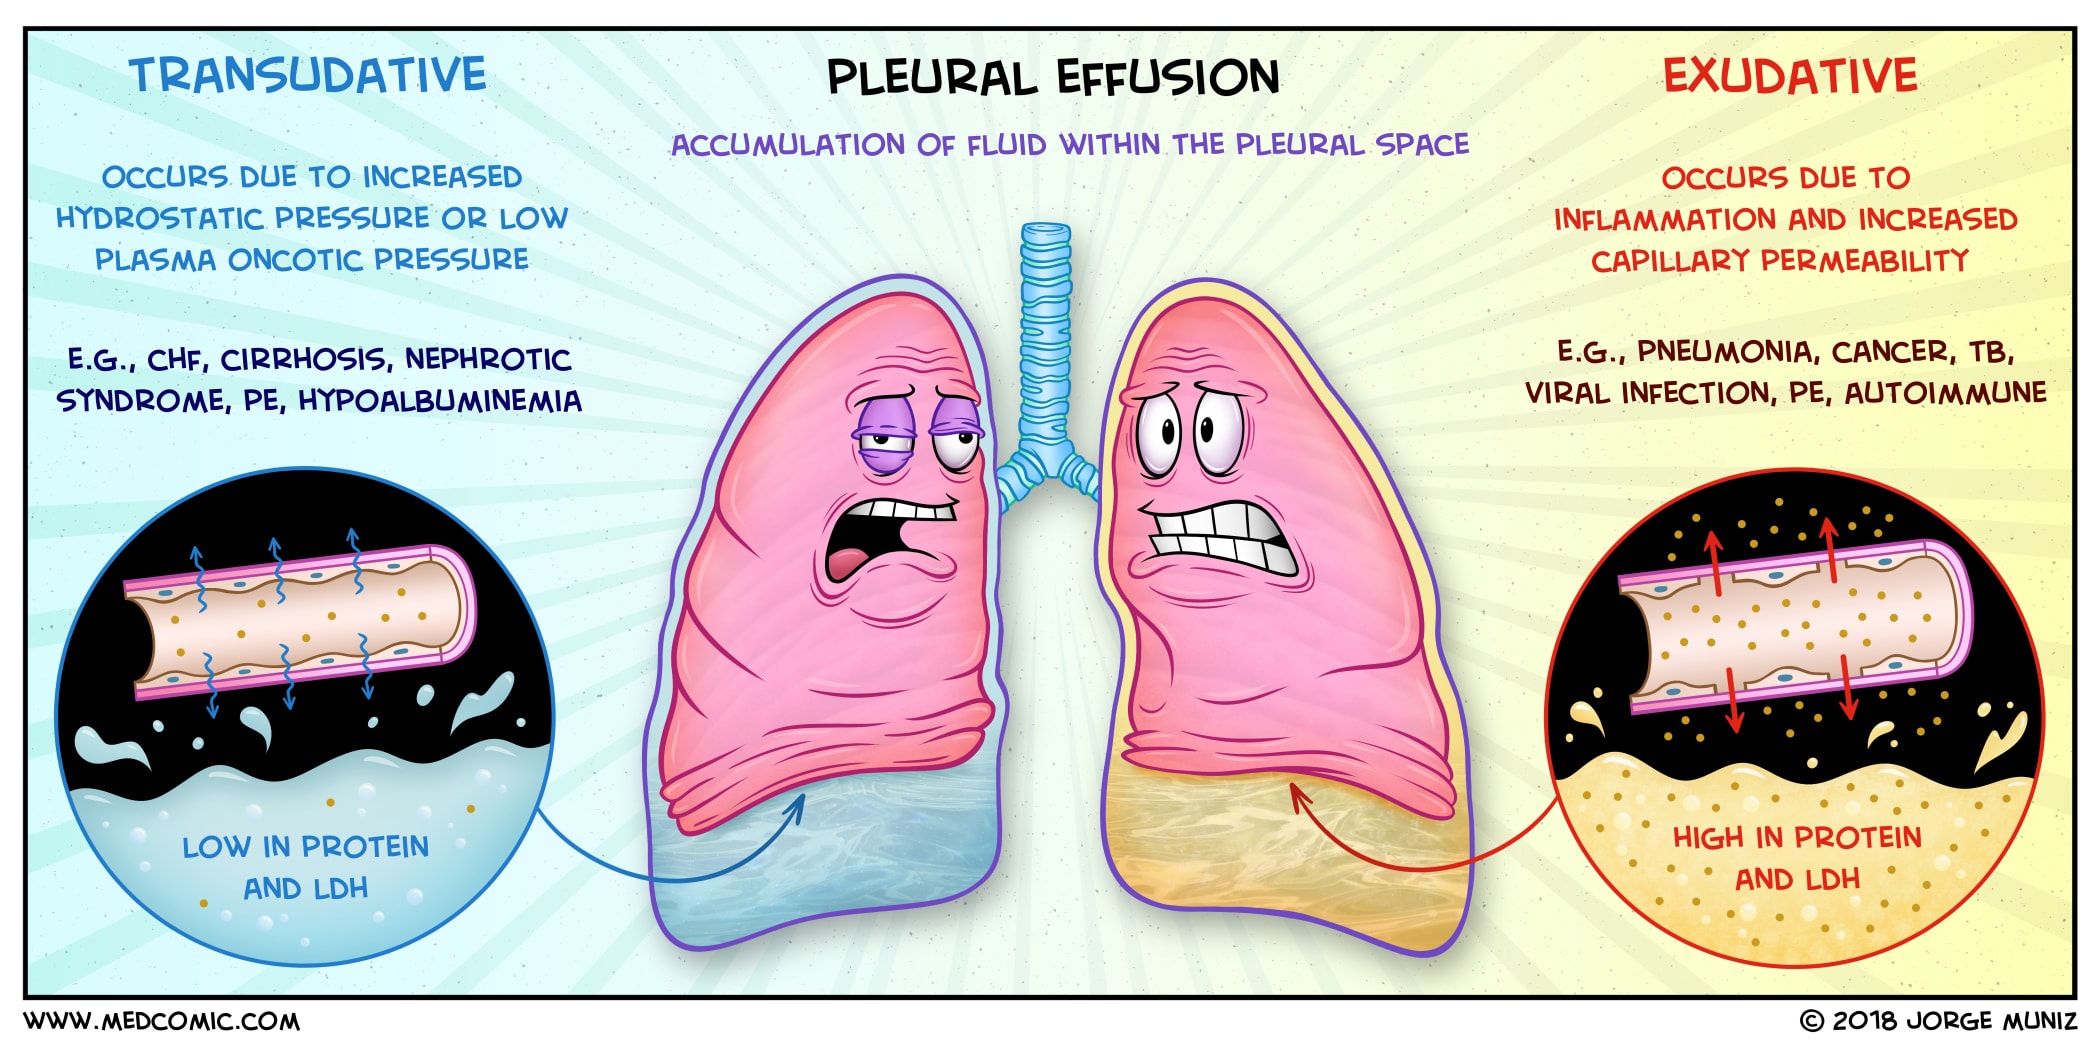 TRANSUDATIVE
OCCURS DUE TO INCREASED
HYDROSTATIC PRESSURE OR LOW
PLASMA ONCOTIC PRESSURE
E.G., CHF, CIRRHOSIS, NEPHROTIC
SYNDROME, PE, HYPOALBUMINEMIA
LOW IN PROTEIN
AND LDH
PLEURAL EFFUSION
ACCUMULATION OF FLUID WITHIN THE PLEURAL SPACE
EXUDATIVE
OCCURS DUE TO
INFLAMMATION AND INCREASED
CAPILLARY PERMEABILITY
E.G., PNEUMONIA, CANCER, TB,
VIRAL INFECTION, PE, AUTOIMMUNE
HIGH IN PROTEIN
AND LDH
WWW.MEDCOMIC.COM
© 2018 JORGE MUNIZ